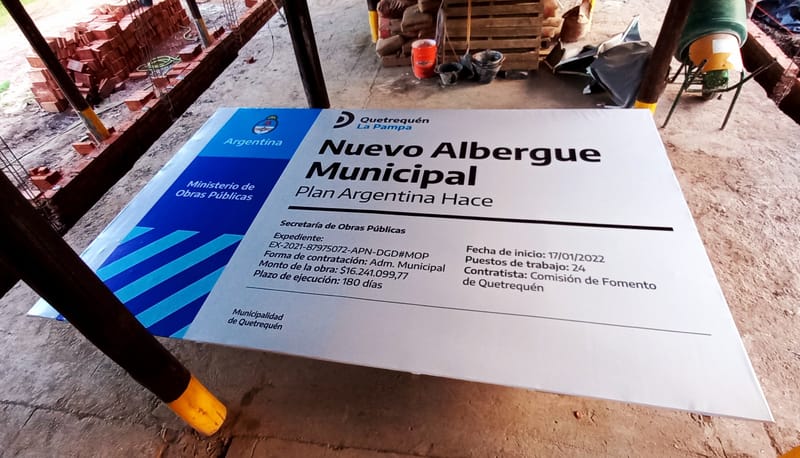 Argentina
Ministerio de
Obras Públicas
Quetrequén
La Pampa
Nuevo Albergue
Municipal
Plan Argentina Hace
Secretaría de Obras Públicas
Expediente:
EX-2021-87975072-APN-DGD#MOP
Forma de contratación: Adm. Municipal
Monto de la obra: $16.241.099,77
Plazo de ejecución: 180 días
Fecha de inicio: 17/01/2022
Puestos de trabajo: 24
Contratista: Comisión de Fomento
de Quetrequén
Municipalidad
de Quetrequén